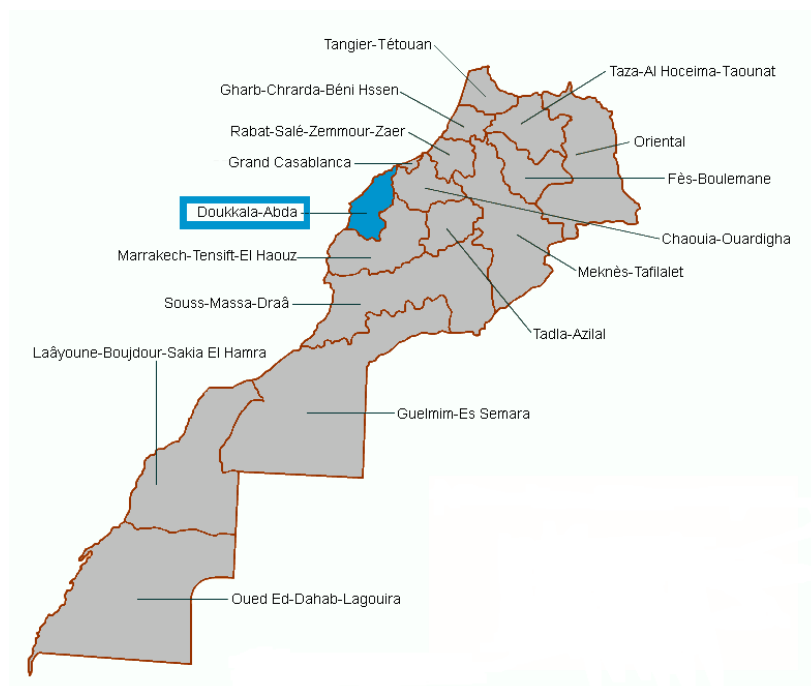 Tangier-Tétouan
Taza-Al Hoceima-Taounat
Gharb-Chrarda-Béni Hssen
Rabat-Salé-Zemmour-Zaer
Oriental
Grand Casablanca
Fès-Boulemane
Doukkala-Abda
Chaouia-Ouardigha
Marrakech-Tensift-El Haouz
Meknès-Tafilalet
Souss-Massa-Draâ
Tadla-Azilal
Laâyoune-Boujdour-Sakia El Hamra
Guelmim-Es Semara
Oued Ed-Dahab-Lagouira